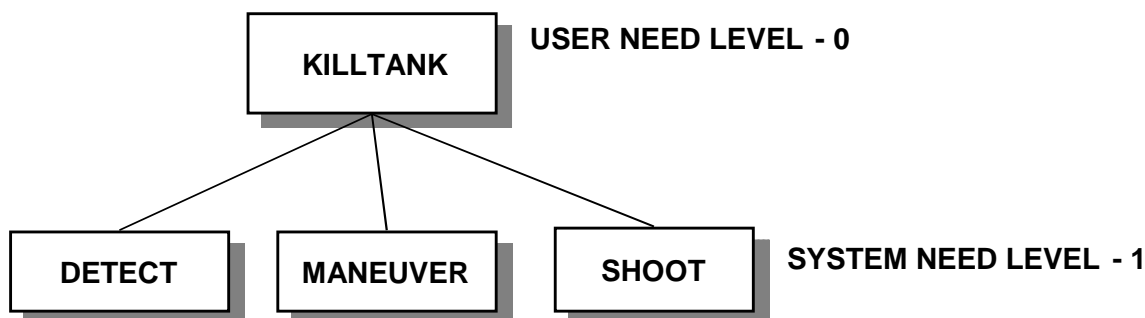 KILLTANK
USER NEED LEVEL - 0
DETECT
MANEUVER
SHOOT
SYSTEM NEED LEVEL - 1